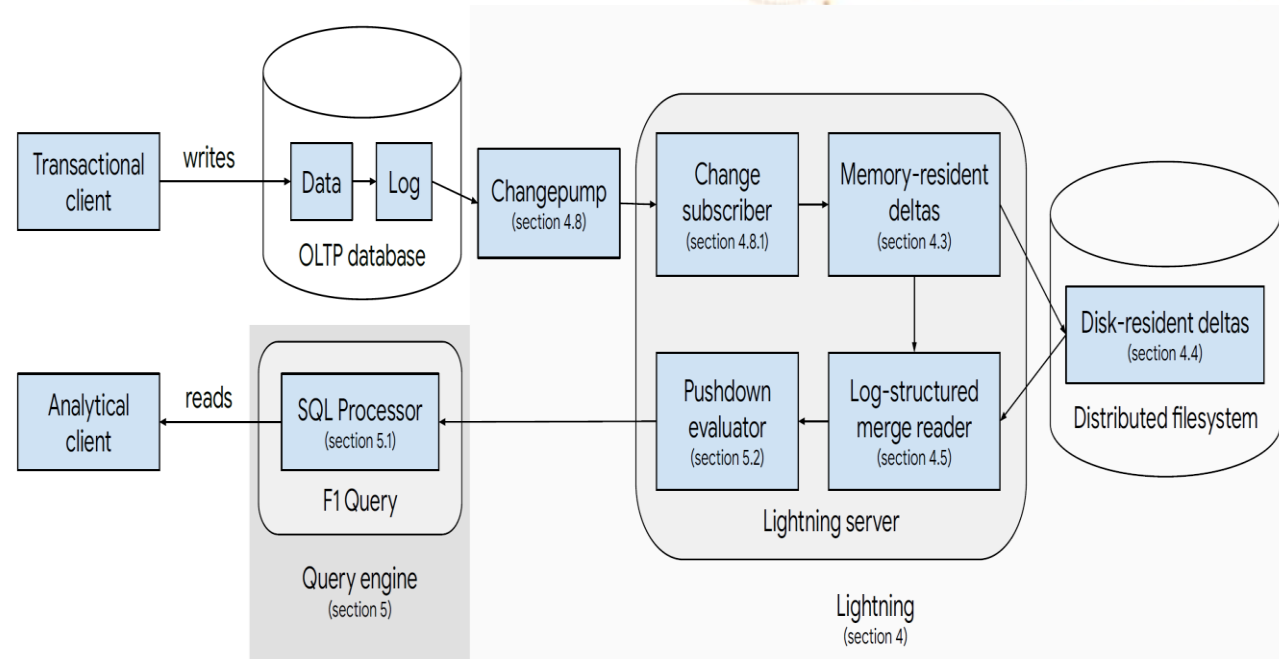 Transactional
client
writes
Data
Log
OLTP database
Changepump
(section 4.8)
Change
subscriber
(section 4.8.1)
Memory-resident
deltas
(section 4.3)
Disk-resident deltas
(section 4.4)
Distributed filesystem
Analytical
client
reads
SQL Processor
(section 5.1)
F1 Query
Query engine
(section 5)
Pushdown
evaluator
(section 5.2)
Log-structured
merge reader
(section 4.5)
Lightning server
Lightning
(section 4)